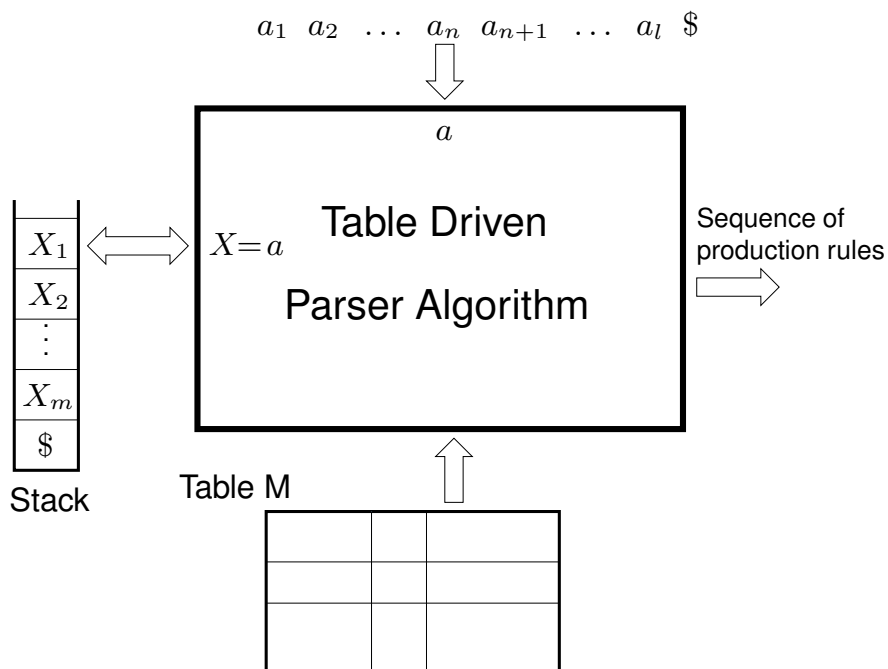 a₁ a₂ … aₙ aₙ₊₁ … aₗ $
a
Table Driven
Parser Algorithm
X=a
X₁
X₂
⋮
Xₘ
$
Stack
Sequence of
production rules
Table M